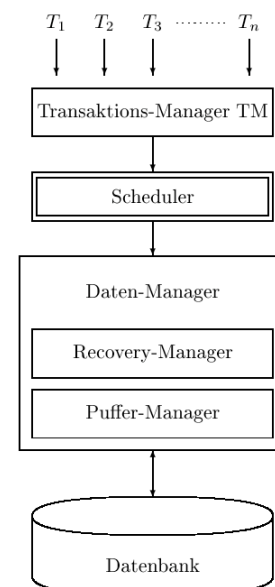 T1 T2 T3 ......... Tn
Transaktions-Manager TM
Scheduler
Daten-Manager
Recovery-Manager
Puffer-Manager
Datenbank